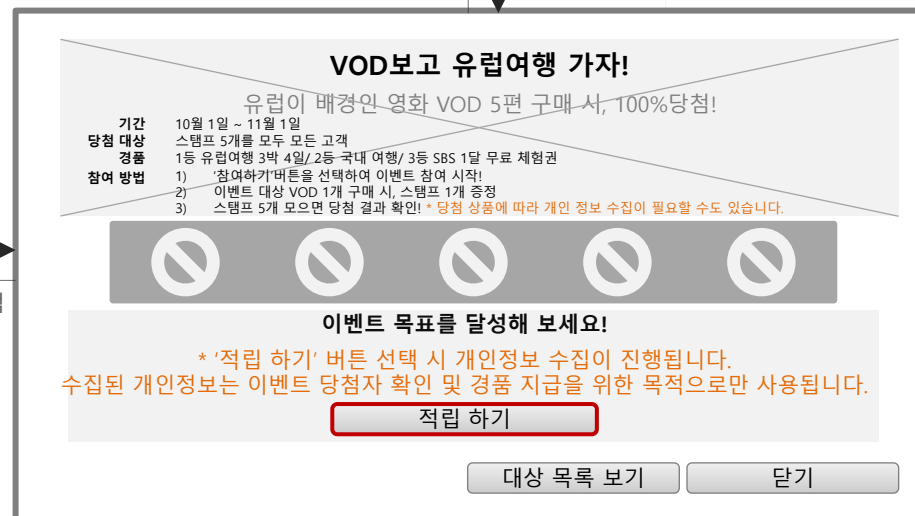 VOD보고 유럽여행 가자!
유럽이 배경인 영화 VOD 5편 구매 시, 100%당첨!
기간 10월 1일 ~ 11월 1일
당첨 대상 스탬프 5개를 모두 모든 고객
경품 1등 유럽여행 3박 4일/ 2등 국내 여행/ 3등 SBS 1달 무료 체험권
참여 방법 1) '참여하기'버튼을 선택하여 이벤트 참여 시작!
2) 이벤트 대상 VOD 1개 구매 시, 스탬프 1개 증정
3) 스탬프 5개 모으면 당첨 결과 확인! * 당첨 상품에 따라 개인 정보 수집이 필요할 수도 있습니다.
이벤트 목표를 달성해 보세요!
* ‘적립 하기’ 버튼 선택 시 개인정보 수집이 진행됩니다.
수집된 개인정보는 이벤트 당첨자 확인 및 경품 지급을 위한 목적으로만 사용됩니다.
적립 하기
대상 목록 보기 닫기